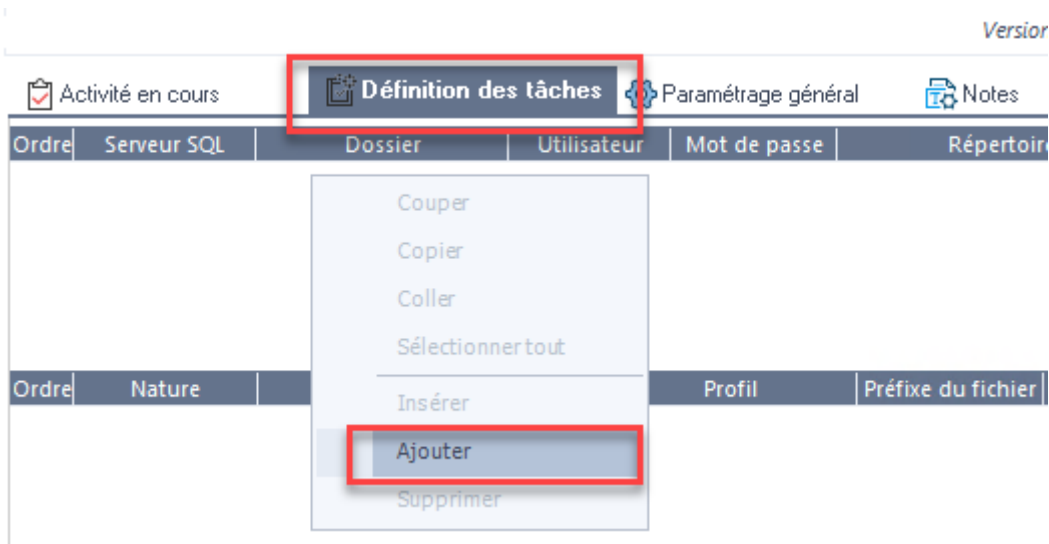 Version
Activité en cours Définition des tâches Paramétrage général Notes
Ordre Serveur SQL Dossier Utilisateur Mot de passe Répertoire
Couper
Copier
Coller
Sélectionner tout
Ordre Nature Profil Préfixe du fichier
Insérer
Ajouter
Supprimer